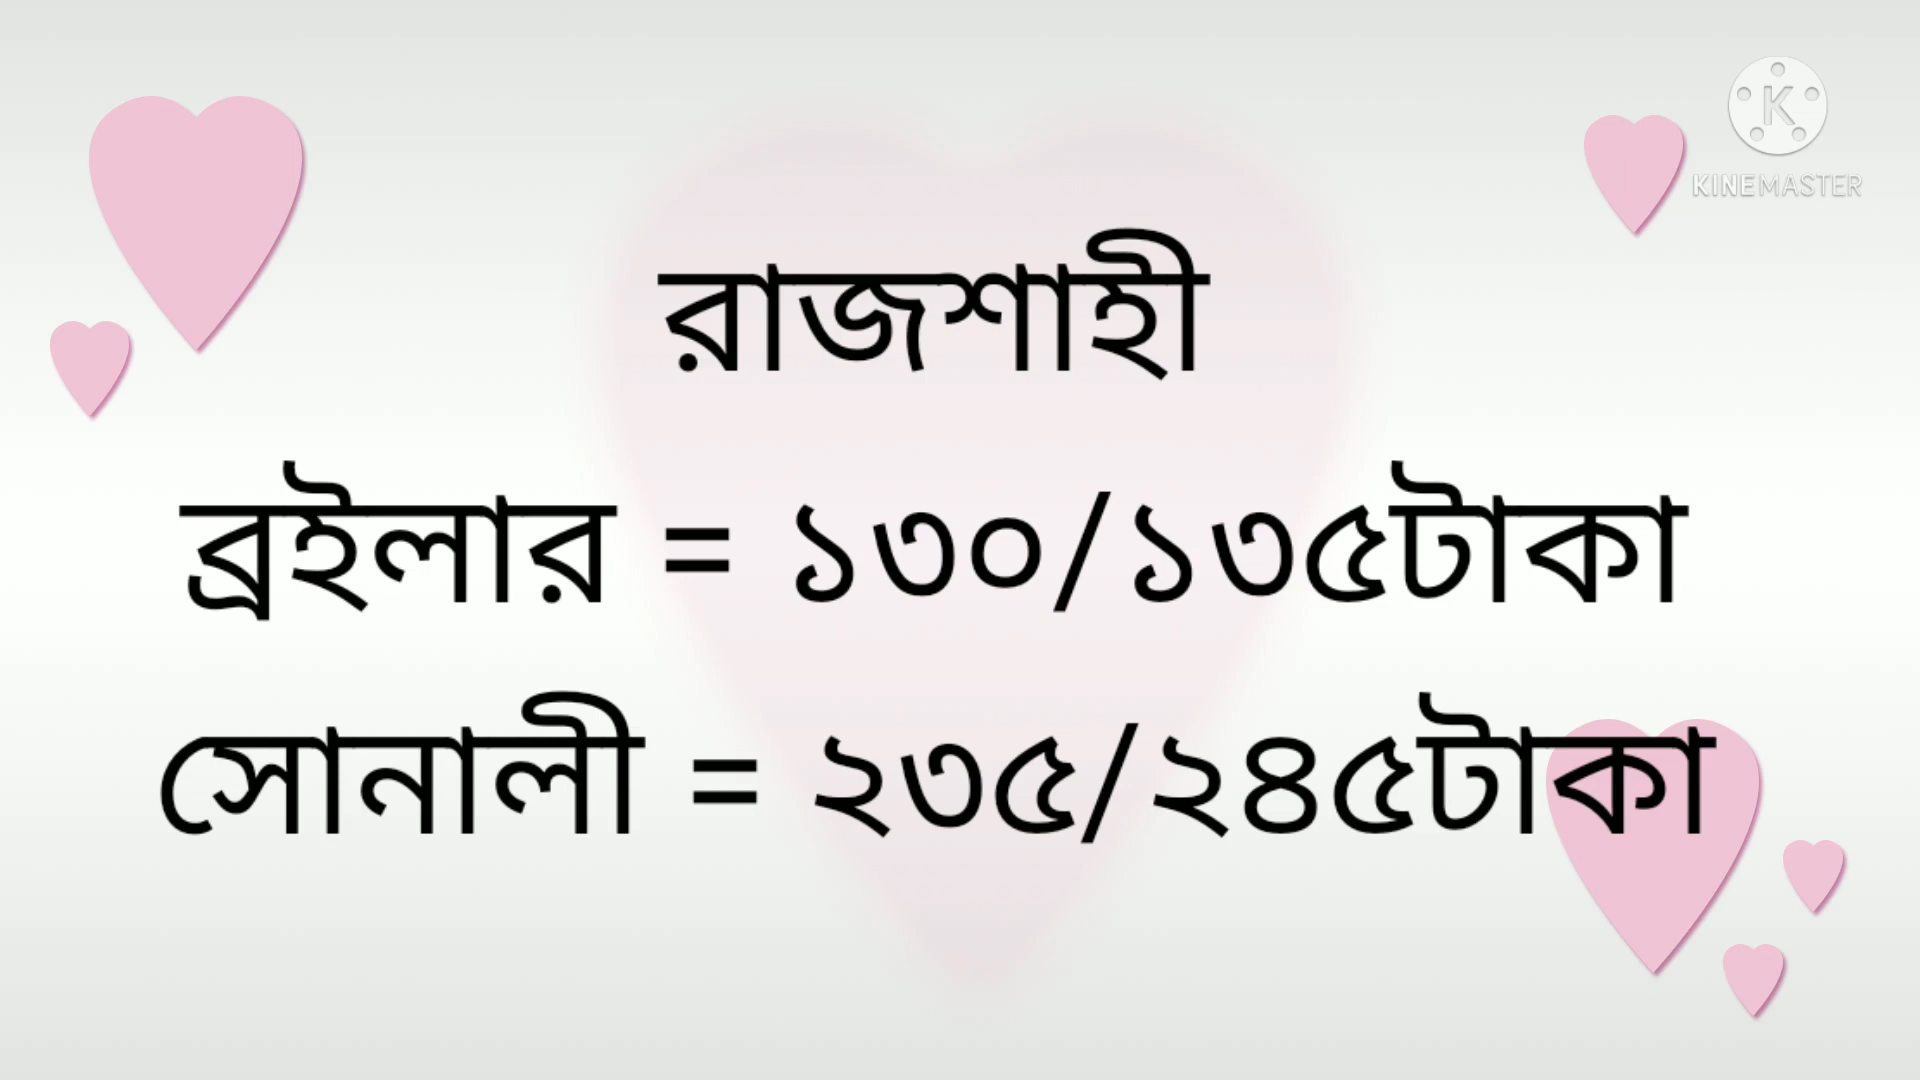 KINEMASTER
রাজশাহী
ব্রইলার = ১৩০/১৩৫টাকা
সোনালী = ২৩৫/২৪৫টাকা